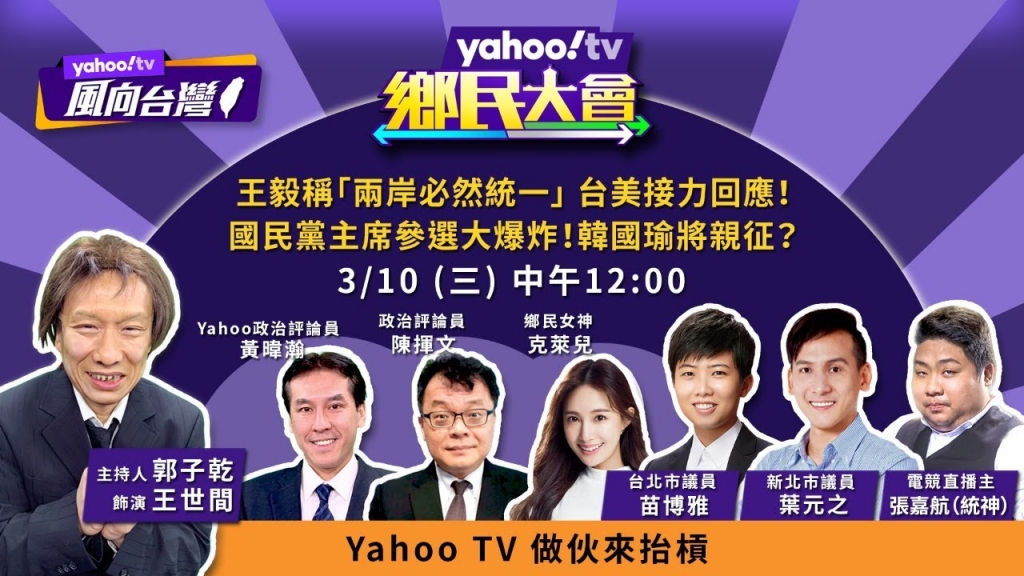 yahoo!tv
風向台灣
yahoo!tv
鄉民大會
王毅稱「兩岸必然統一」台美接力回應!
國民黨主席參選大爆炸!韓國瑜將親征?
3/10 (三) 中午12:00
Yahoo政治評論員
黃暐瀚
政治評論員
陳揮文
鄉民女神
克萊兒
主持人 郭子乾
飾演 王世間
台北市議員
苗博雅
新北市議員
葉元之
電競直播主
張嘉航(統神)
Yahoo TV 做伙來抬槓